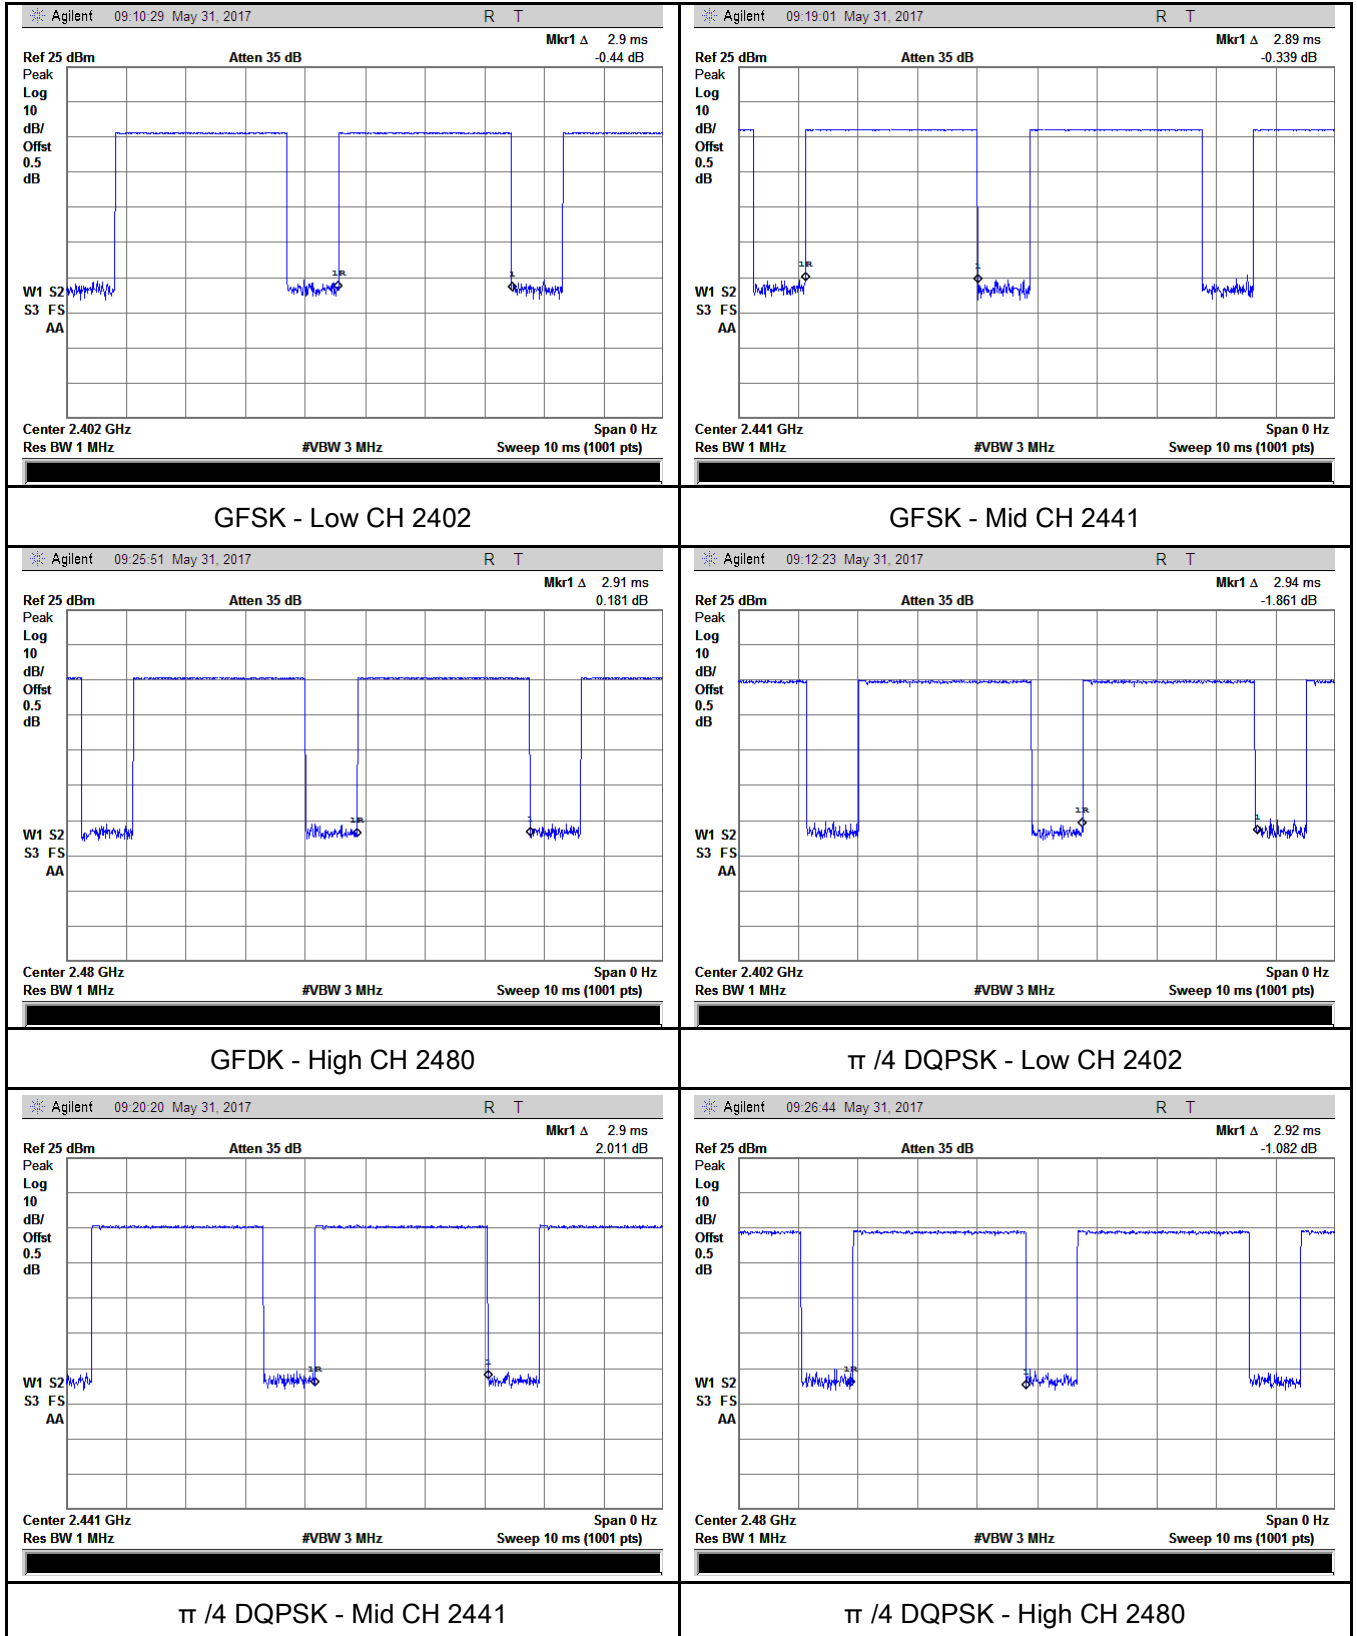 Agilent 09:10:29 May 31, 2017 R T
Mkr1 Δ 2.9 ms
Ref 25 dBm Atten 35 dB -0.44 dB
Peak
Log
10
dB/
Offst
0.5
dB
1R
1
W1 S2
S3 FS
AA
Center 2.402 GHz Span 0 Hz
Res BW 1 MHz #VBW 3 MHz Sweep 10 ms (1001 pts)
GFSK - Low CH 2402
Agilent 09:19:01 May 31, 2017 R T
Mkr1 Δ 2.89 ms
Ref 25 dBm Atten 35 dB -0.339 dB
Peak
Log
10
dB/
Offst
0.5
dB
1R
1
W1 S2
S3 FS
AA
Center 2.441 GHz Span 0 Hz
Res BW 1 MHz #VBW 3 MHz Sweep 10 ms (1001 pts)
GFSK - Mid CH 2441
Agilent 09:25:51 May 31, 2017 R T
Mkr1 Δ 2.91 ms
Ref 25 dBm Atten 35 dB 0.181 dB
Peak
Log
10
dB/
Offst
0.5
dB
1R
1
W1 S2
S3 FS
AA
Center 2.48 GHz Span 0 Hz
Res BW 1 MHz #VBW 3 MHz Sweep 10 ms (1001 pts)
GFDK - High CH 2480
Agilent 09:12:23 May 31, 2017 R T
Mkr1 Δ 2.94 ms
Ref 25 dBm Atten 35 dB -1.861 dB
Peak
Log
10
dB/
Offst
0.5
dB
1R
1
W1 S2
S3 FS
AA
Center 2.402 GHz Span 0 Hz
Res BW 1 MHz #VBW 3 MHz Sweep 10 ms (1001 pts)
π /4 DQPSK - Low CH 2402
Agilent 09:20:20 May 31, 2017 R T
Mkr1 Δ 2.9 ms
Ref 25 dBm Atten 35 dB 2.011 dB
Peak
Log
10
dB/
Offst
0.5
dB
1R
1
W1 S2
S3 FS
AA
Center 2.441 GHz Span 0 Hz
Res BW 1 MHz #VBW 3 MHz Sweep 10 ms (1001 pts)
π /4 DQPSK - Mid CH 2441
Agilent 09:26:44 May 31, 2017 R T
Mkr1 Δ 2.92 ms
Ref 25 dBm Atten 35 dB -1.082 dB
Peak
Log
10
dB/
Offst
0.5
dB
1R
1
W1 S2
S3 FS
AA
Center 2.48 GHz Span 0 Hz
Res BW 1 MHz #VBW 3 MHz Sweep 10 ms (1001 pts)
π /4 DQPSK - High CH 2480